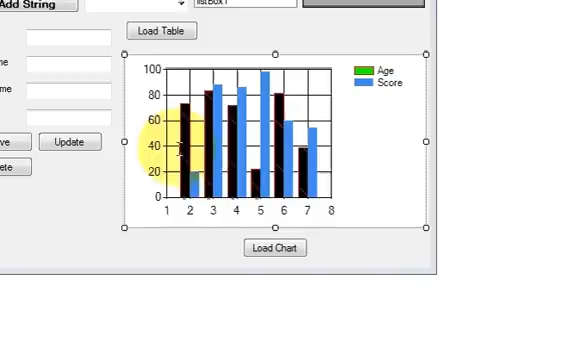 Add String
listBox1
Load Table
me
ame
ve
Update
ete
100
80
60
40
20
0
1 2 3 4 5 6 7 8
Age
Score
Load Chart